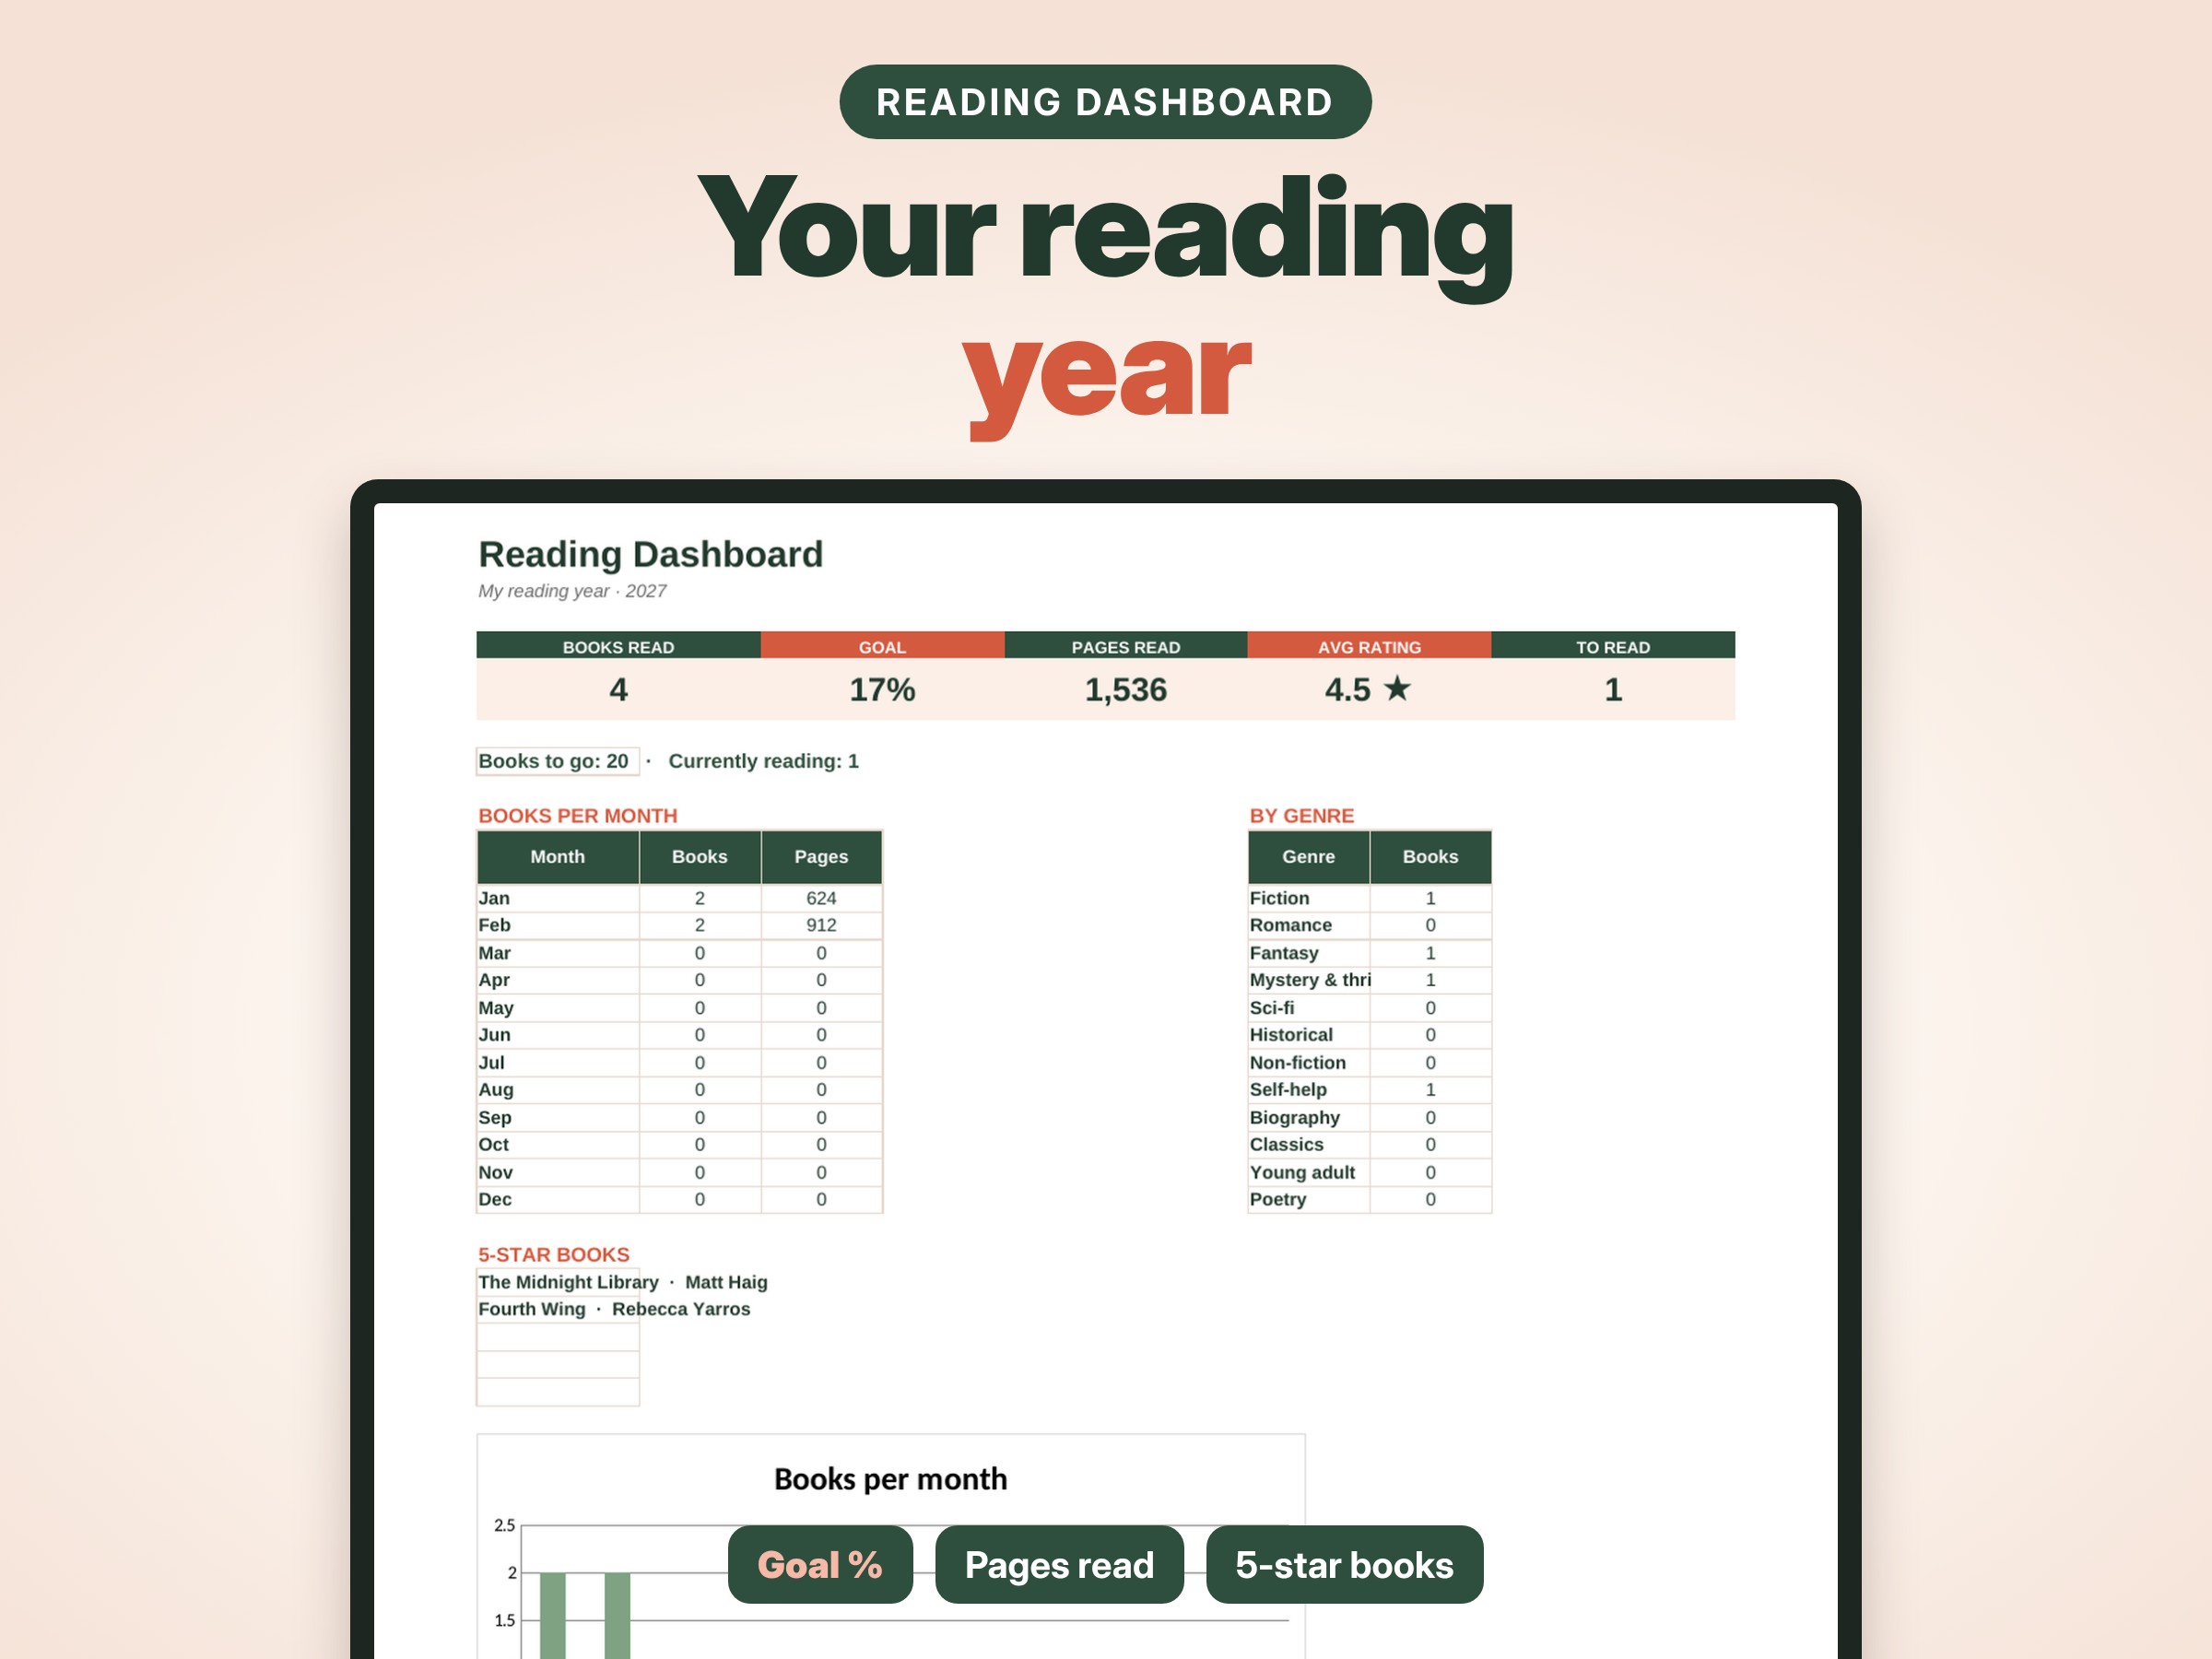 READING DASHBOARD
Your reading
year
Reading Dashboard
My reading year · 2027
BOOKS READ GOAL PAGES READ AVG RATING TO READ
4 17% 1,536 4.5 ★ 1
Books to go: 20 · Currently reading: 1
BOOKS PER MONTH
Month Books Pages
Jan 2 624
Feb 2 912
Mar 0 0
Apr 0 0
May 0 0
Jun 0 0
Jul 0 0
Aug 0 0
Sep 0 0
Oct 0 0
Nov 0 0
Dec 0 0
BY GENRE
Genre Books
Fiction 1
Romance 0
Fantasy 1
Mystery & thri 1
Sci-fi 0
Historical 0
Non-fiction 0
Self-help 1
Biography 0
Classics 0
Young adult 0
Poetry 0
5-STAR BOOKS
The Midnight Library · Matt Haig
Fourth Wing · Rebecca Yarros
Books per month
2.5
2
1.5
Goal % Pages read 5-star books